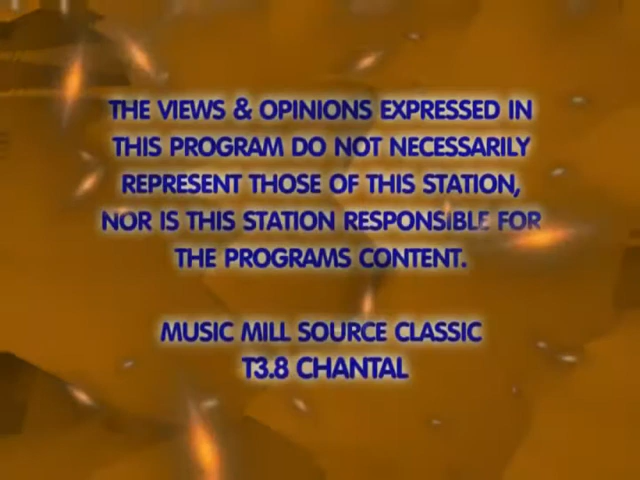 THE VIEWS & OPINIONS EXPRESSED IN
THIS PROGRAM DO NOT NECESSARILY
REPRESENT THOSE OF THIS STATION,
NOR IS THIS STATION RESPONSIBLE FOR
THE PROGRAMS CONTENT.
MUSIC MILL SOURCE CLASSIC
T3.8 CHANTAL